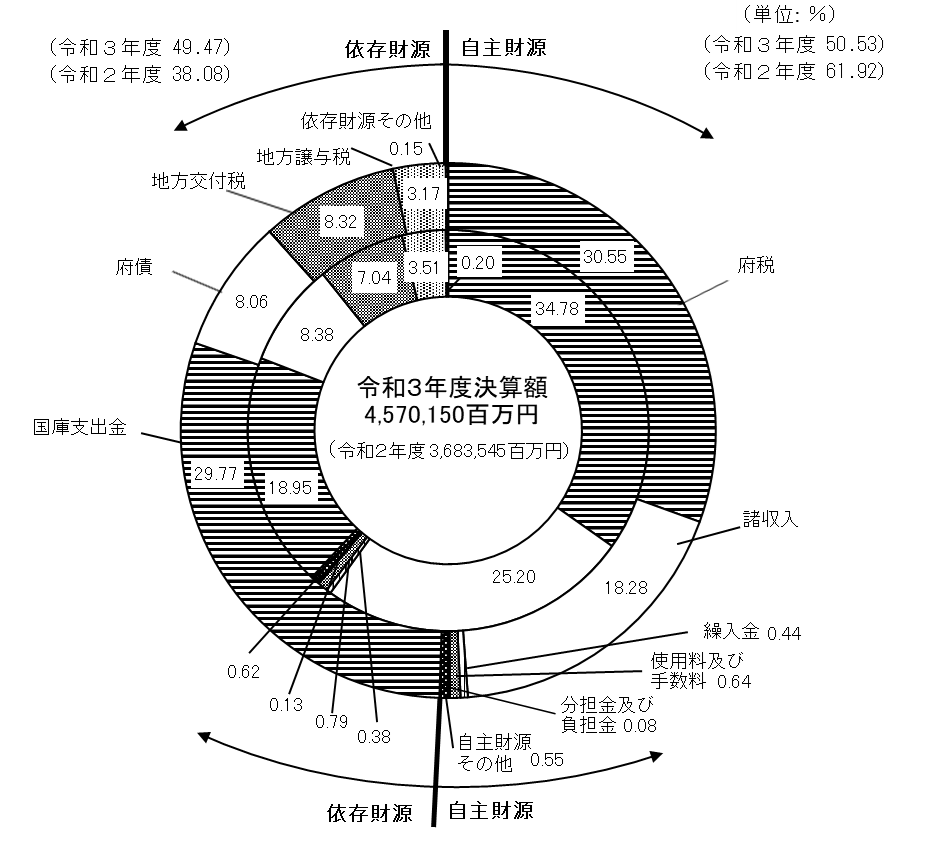 （単位: %）
（令和３年度 49.47）
（令和２年度 38.08）
依存財源
自主財源
（令和３年度 50.53）
（令和２年度 61.92）
依存財源その他
0.15
地方譲与税
地方交付税
3.17
8.32
府債
8.06
3.51
0.20
7.04
8.38
30.55
34.78
府税
令和３年度決算額
4,570,150百万円
（令和２年度 3,683,545百万円）
国庫支出金
29.77
18.95
諸収入
25.20
18.28
繰入金 0.44
使用料及び
手数料 0.64
分担金及び
負担金 0.08
自主財源
その他 0.55
0.62
0.13
0.79
0.38
依存財源
自主財源